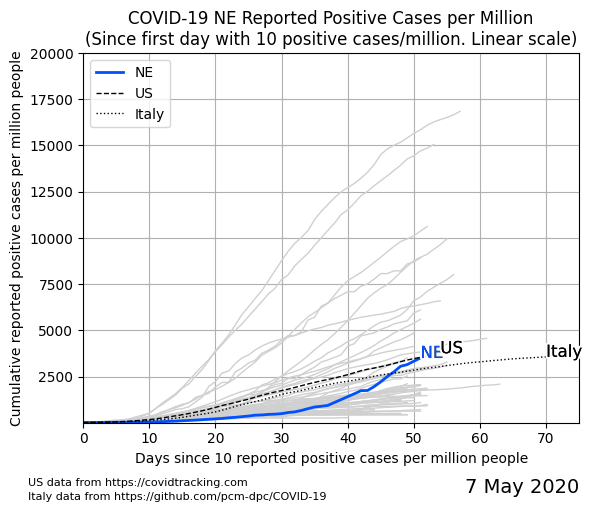 COVID-19 NE Reported Positive Cases per Million
(Since first day with 10 positive cases/million. Linear scale)
Cumulative reported positive cases per million people
20000
17500
15000
12500
10000
7500
5000
2500
NE
US
Italy
NE
US
Italy
0
10
20
30
40
50
60
70
Days since 10 reported positive cases per million people
US data from https://covidtracking.com
Italy data from https://github.com/pcm-dpc/COVID-19
7 May 2020